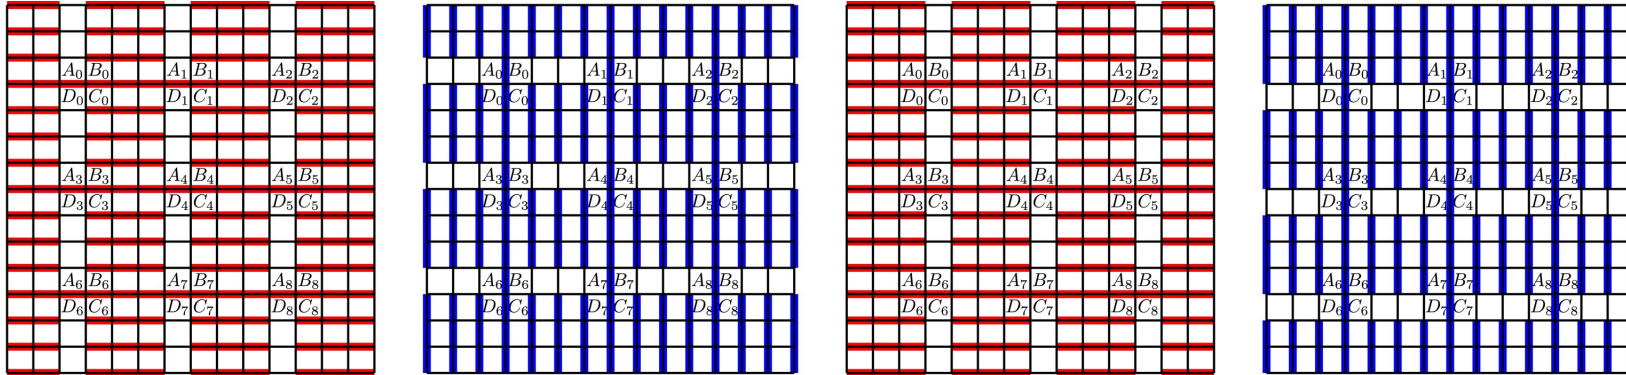 A₀ B₀ A₁ B₁ A₂ B₂ A₀ B₀ A₁ B₁ A₂ B₂ A₀ B₀ A₁ B₁ A₂ B₂ A₀ B₀ A₁ B₁ A₂ B₂
D₀ C₀ D₁ C₁ D₂ C₂ D₀ C₀ D₁ C₁ D₂ C₂ D₀ C₀ D₁ C₁ D₂ C₂ D₀ C₀ D₁ C₁ D₂ C₂
A₃ B₃ A₄ B₄ A₅ B₅ A₃ B₃ A₄ B₄ A₅ B₅ A₃ B₃ A₄ B₄ A₅ B₅ A₃ B₃ A₄ B₄ A₅ B₅
D₃ C₃ D₄ C₄ D₅ C₅ D₃ C₃ D₄ C₄ D₅ C₅ D₃ C₃ D₄ C₄ D₅ C₅ D₃ C₃ D₄ C₄ D₅ C₅
A₆ B₆ A₇ B₇ A₈ B₈ A₆ B₆ A₇ B₇ A₈ B₈ A₆ B₆ A₇ B₇ A₈ B₈ A₆ B₆ A₇ B₇ A₈ B₈
D₆ C₆ D₇ C₇ D₈ C₈ D₆ C₆ D₇ C₇ D₈ C₈ D₆ C₆ D₇ C₇ D₈ C₈ D₆ C₆ D₇ C₇ D₈ C₈